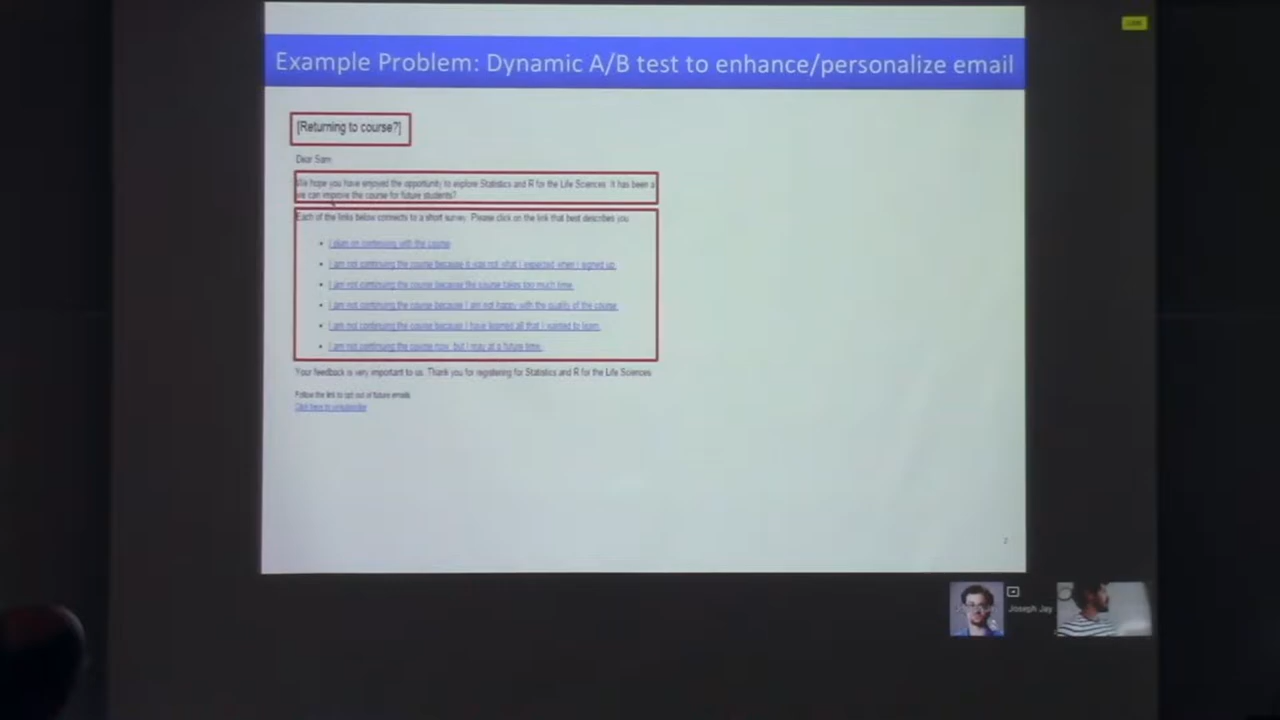 Example Problem: Dynamic A/B test to enhance/personalize email
[Returning to course?]
Dear Sam
We hope you have enjoyed the opportunity to explore Statistics and R for the Life Sciences. It has been a
we can improve the course for future students?
Each of the links below connects to a short survey. Please click on the link that best describes you
• I plan on continuing with the course
• I am not continuing the course because it was not what I expected when I signed up.
• I am not continuing the course because the course takes too much time.
• I am not continuing the course because I am not happy with the quality of the course.
• I am not continuing the course because I have learned all that I wanted to learn.
• I am not continuing the course now, but I may at a future time.
Your feedback is very important to us. Thank you for registering for Statistics and R for the Life Sciences
Follow the link to opt out of future emails
Click here to unsubscribe
2
Joseph Jay